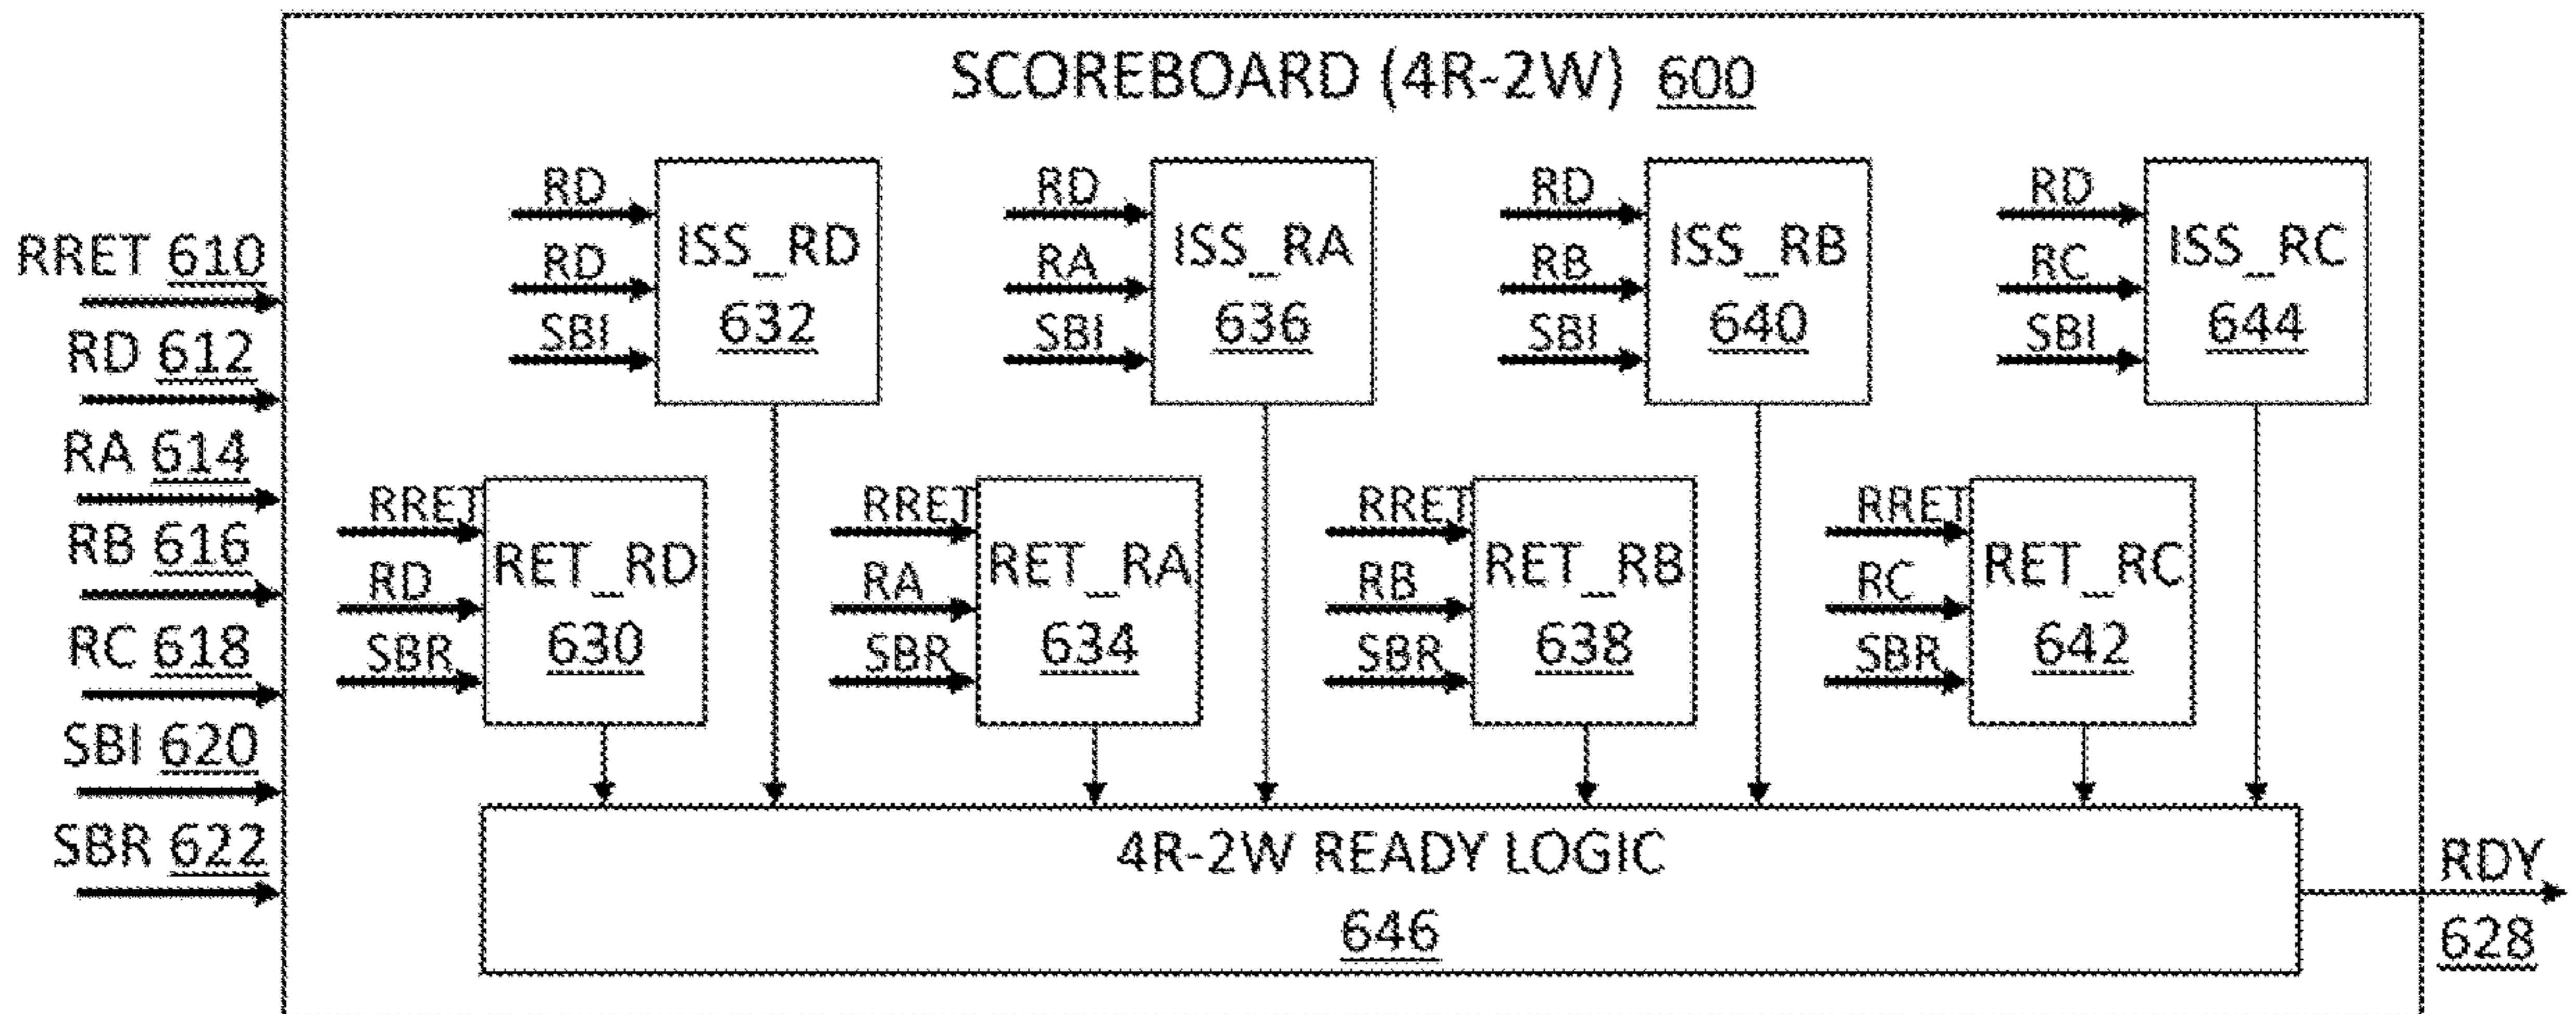 SCOREBOARD (4R-2W) 600
RRET 610
RD 612
RA 614
RB 616
RC 618
SBI 620
SBR 622
RD
RD
SBI
ISS_RD
632
RD
RA
SBI
ISS_RA
636
RD
RB
SBI
ISS_RB
640
RD
RC
SBI
ISS_RC
644
RRET
RD
SBR
RET_RD
630
RRET
RA
SBR
RET_RA
634
RRET
RB
SBR
RET_RB
638
RRET
RC
SBR
RET_RC
642
4R-2W READY LOGIC
646
RDY
628